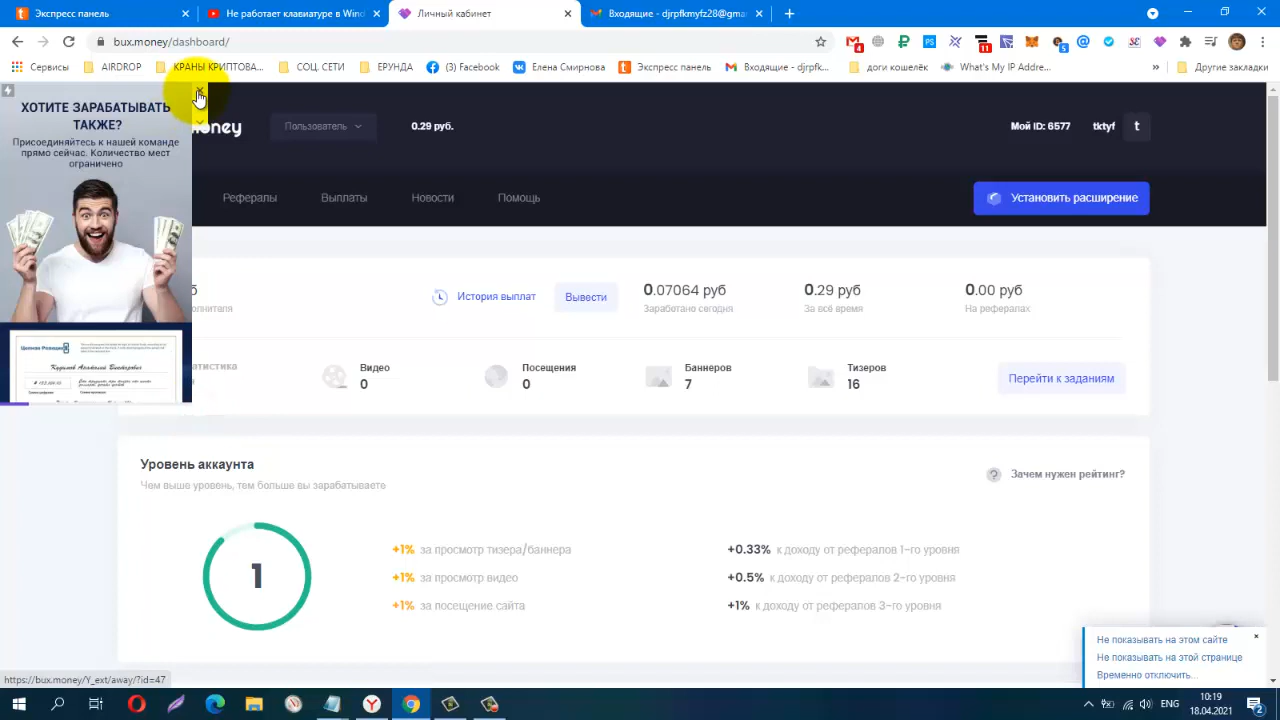 Экспресс панель
Не работает клавиатуре в Wind
Личный кабинет
Входящие - djrpfkmyfz28@gmai
bux.money/dashboard/
4
11
5
Сервисы
AIRDROP
КРАНЫ КРИПТОВА...
СОЦ. СЕТИ
ЕРУНДА
(3) Facebook
Елена Смирнова
Экспресс панель
Входящие - djrpfk...
доги кошелёк
What's My IP Addre...
»
Другие закладки
ХОТИТЕ ЗАРАБАТЫВАТЬ
ТАКЖЕ?
Присоединяйтесь к нашей команде
прямо сейчас. Количество мест
ограничено
money
Пользователь
0.29 руб.
Мой ID: 6577
tktyf
t
Рефералы
Выплаты
Новости
Помощь
Установить расширение
История выплат
Вывести
0.07064 руб
Заработано сегодня
0.29 руб
За всё время
0.00 руб
На рефералах
Видео
0
Посещения
0
Баннеров
7
Тизеров
16
Перейти к заданиям
Уровень аккаунта
Чем выше уровень, тем больше вы зарабатываете
? Зачем нужен рейтинг?
1
+1% за просмотр тизера/баннера
+1% за просмотр видео
+1% за посещение сайта
+0.33% к доходу от рефералов 1-го уровня
+0.5% к доходу от рефералов 2-го уровня
+1% к доходу от рефералов 3-го уровня
Не показывать на этом сайте
Не показывать на этой странице
Временно отключить...
https://bux.money/Y_ext/away/?id=47
ENG
10:19
18.04.2021
2